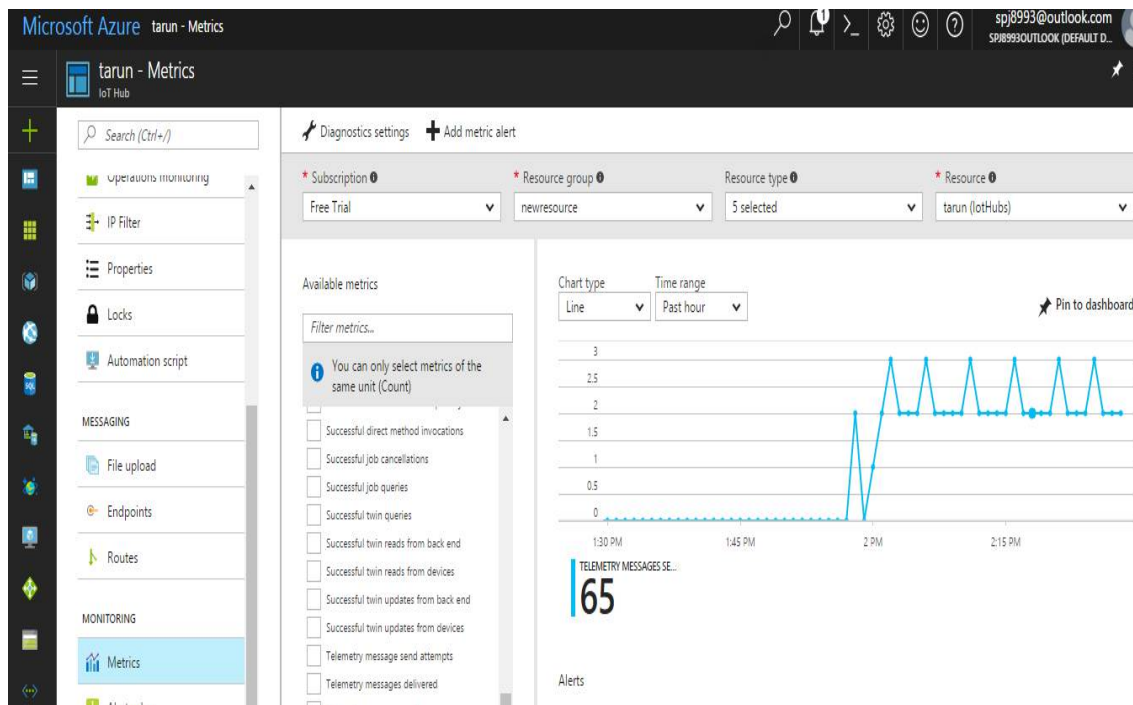 Microsoft Azure tarun - Metrics
1
spj8993@outlook.com
SPJ8993OUTLOOK (DEFAULT D...
tarun - Metrics
IoT Hub
Search (Ctrl+/)
Operations monitoring
IP Filter
Properties
Locks
Automation script
MESSAGING
File upload
Endpoints
Routes
MONITORING
Metrics
Diagnostics settings
Add metric alert
* Subscription
Free Trial
* Resource group
newresource
Resource type
5 selected
* Resource
tarun (IotHubs)
Available metrics
Filter metrics...
You can only select metrics of the
same unit (Count)
Successful direct method invocations
Successful job cancellations
Successful job queries
Successful twin queries
Successful twin reads from back end
Successful twin reads from devices
Successful twin updates from back end
Successful twin updates from devices
Telemetry message send attempts
Telemetry messages delivered
Chart type
Line
Time range
Past hour
Pin to dashboard
3
2.5
2
1.5
1
0.5
0
1:30 PM 1:45 PM 2 PM 2:15 PM
TELEMETRY MESSAGES SE...
65
Alerts
SQL